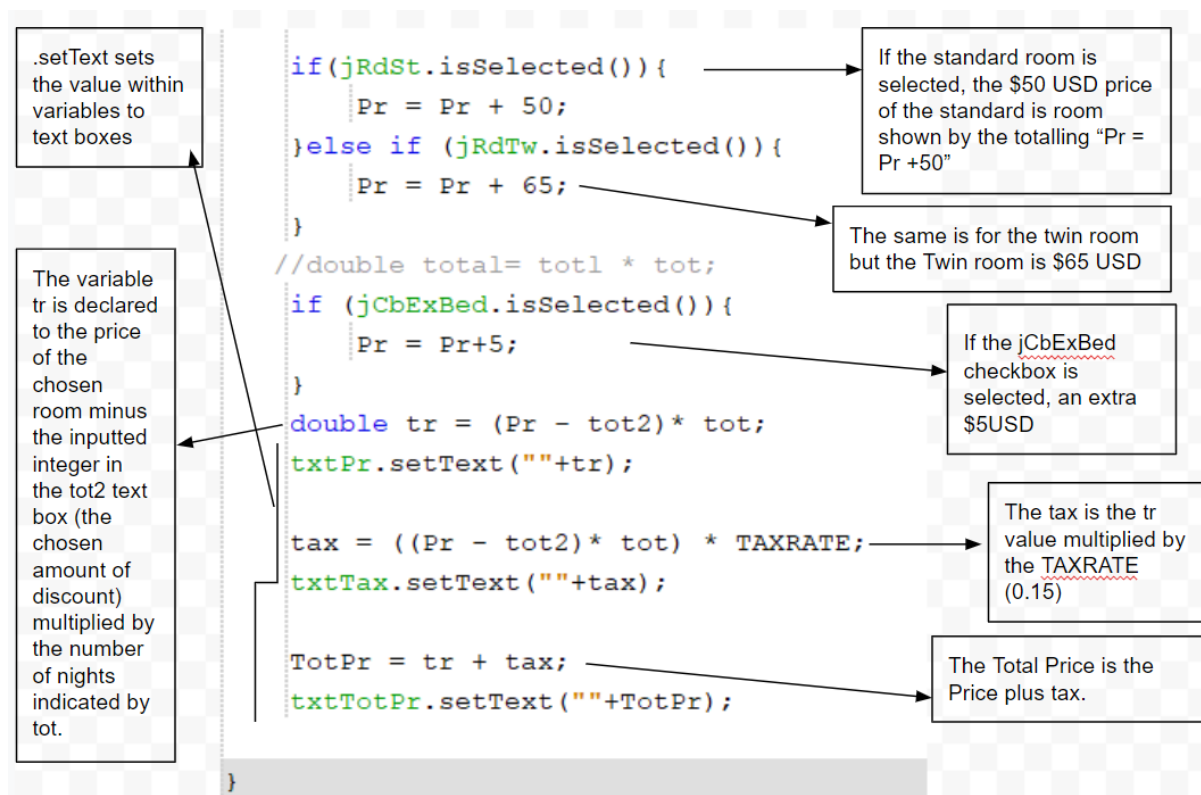 .setText sets
the value within
variables to
text boxes
The variable
tr is declared
to the price
of the
chosen
room minus
the inputted
integer in
the tot2 text
box (the
chosen
amount of
discount)
multiplied by
the number
of nights
indicated by
tot.
if(jRdSt.isSelected()){
Pr = Pr + 50;
}else if (jRdTw.isSelected()){
Pr = Pr + 65;
}
//double total= totl * tot;
if (jCbExBed.isSelected()){
Pr = Pr+5;
}
double tr = (Pr - tot2)* tot;
txtPr.setText(""+tr);
tax = ((Pr - tot2)* tot) * TAXRATE;
txtTax.setText(""+tax);
TotPr = tr + tax;
txtTotPr.setText(""+TotPr);
}
If the standard room is
selected, the $50 USD price
of the standard is room
shown by the totalling “Pr =
Pr +50”
The same is for the twin room
but the Twin room is $65 USD
If the jCbExBed
checkbox is
selected, an extra
$5USD
The tax is the tr
value multiplied by
the TAXRATE
(0.15)
The Total Price is the
Price plus tax.